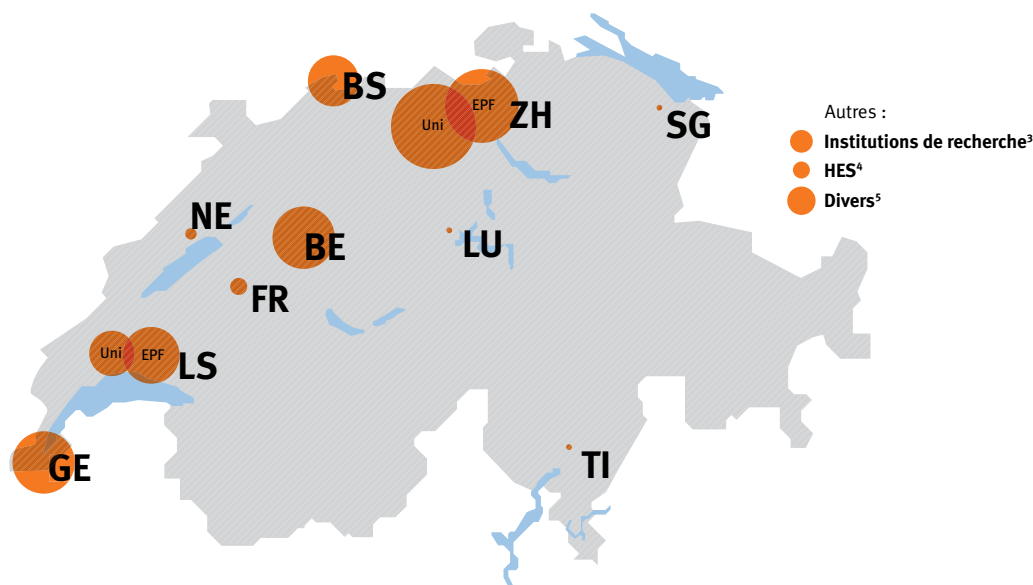 BS
Uni
EPF
ZH
SG
Autres :
Institutions de recherche³
HES⁴
Divers⁵
NE
BE
LU
FR
Uni
EPF
LS
GE
TI